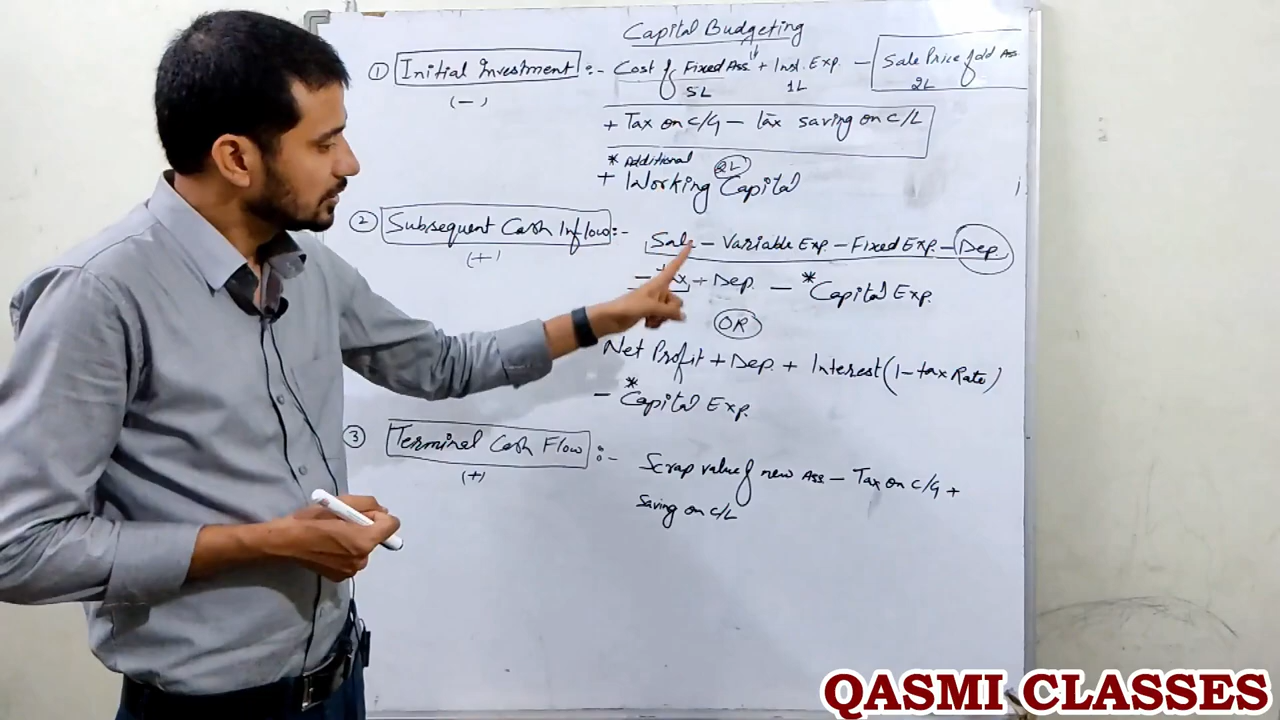 Capital Budgeting
① Initial Investment :- Cost of Fixed Ass + Inst. Exp. - Sale Price of old Ass
5L 1L 2L
(-)
+ Tax on C/G - tax saving on C/L
* Additional
+ Working Capital 2L
② Subsequent Cash Inflow :- Sale - Variable Exp - Fixed Exp. - Dep
(+)
- tax + Dep. - * Capital Exp.
OR
Net Profit + Dep. + Interest (1 - tax Rate)
- * Capital Exp.
③ Terminal Cash Flow :- Scrap value of new Ass - Tax on C/G +
(+)
Saving on C/L
QASMI CLASSES